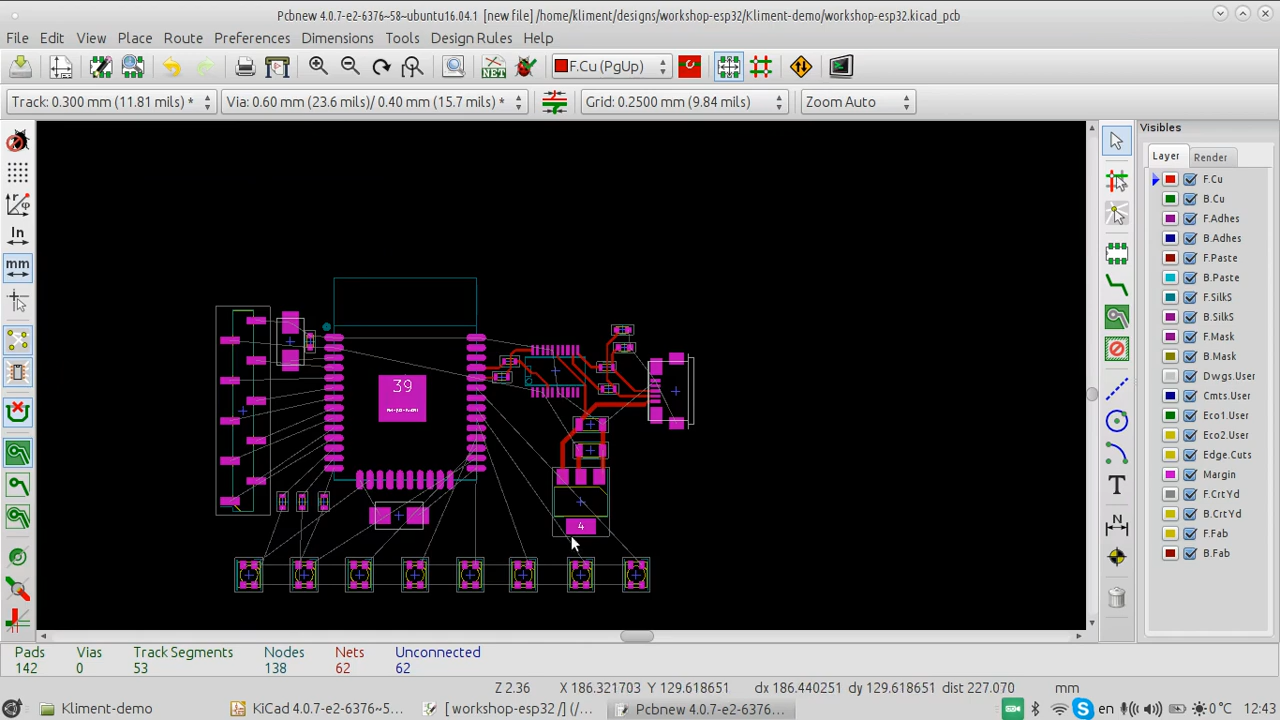 Pcbnew 4.0.7-e2-6376~58~ubuntu16.04.1 [new file] /home/kliment/designs/workshop-esp32/Kliment-demo/workshop-esp32.kicad_pcb
File Edit View Place Route Preferences Dimensions Tools Design Rules Help
NET F.Cu (PgUp)
Track: 0.300 mm (11.81 mils) * Via: 0.60 mm (23.6 mils)/ 0.40 mm (15.7 mils) * Grid: 0.2500 mm (9.84 mils) Zoom Auto
Visibles
Layer Render
F.Cu
B.Cu
F.Adhes
B.Adhes
F.Paste
B.Paste
F.SilkS
B.SilkS
F.Mask
B.Mask
Dwgs.User
Cmts.User
Eco1.User
Eco2.User
Edge.Cuts
Margin
F.CrtYd
B.CrtYd
F.Fab
B.Fab
In
mm
39
4
T
N
Pads Vias Track Segments Nodes Nets Unconnected
142 0 53 138 62 62
Z 2.36 X 186.321703 Y 129.618651 dx 186.440251 dy 129.618651 dist 227.070 mm
Kliment-demo KiCad 4.0.7-e2-6376~5... [ workshop-esp32 /] (/... Pcbnew 4.0.7-e2-6376~... en 0°C 12:43